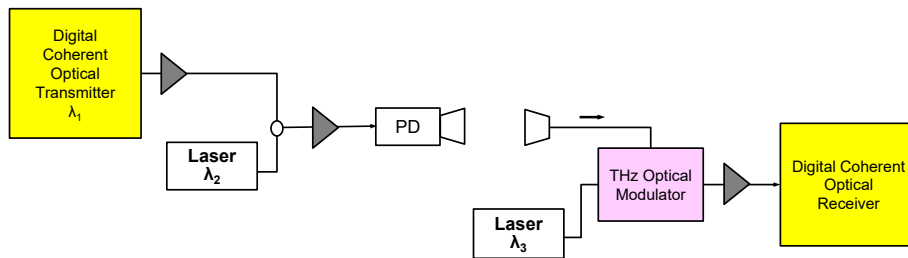 Digital
Coherent
Optical
Transmitter
λ1
Laser
λ2
PD
THz Optical
Modulator
Laser
λ3
Digital Coherent
Optical
Receiver